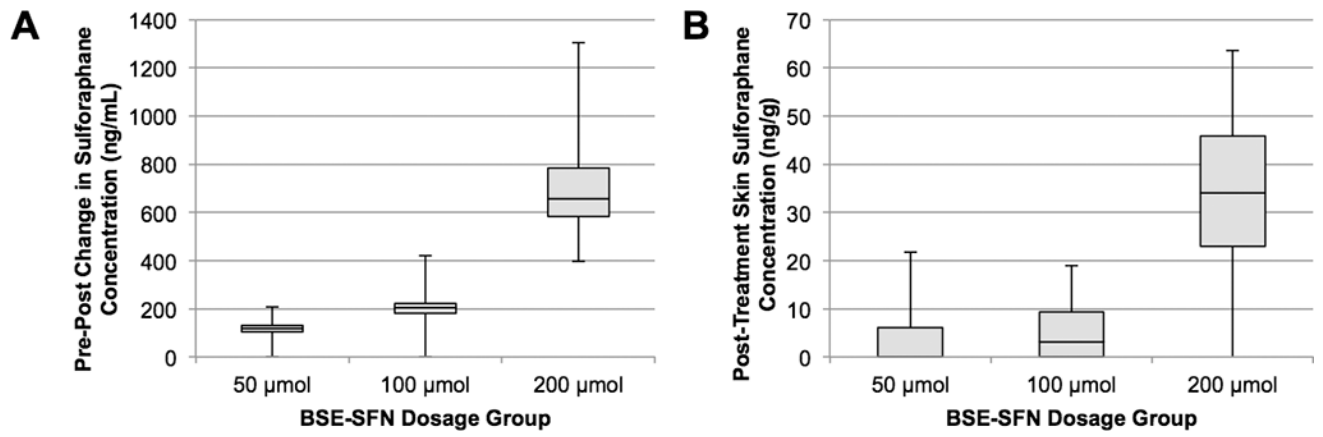 A
Pre-Post Change in Sulforaphane
Concentration (ng/mL)
1400
1200
1000
800
600
400
200
0
50 µmol 100 µmol 200 µmol
BSE-SFN Dosage Group
B
Post-Treatment Skin Sulforaphane
Concentration (ng/g)
70
60
50
40
30
20
10
0
50 µmol 100 µmol 200 µmol
BSE-SFN Dosage Group